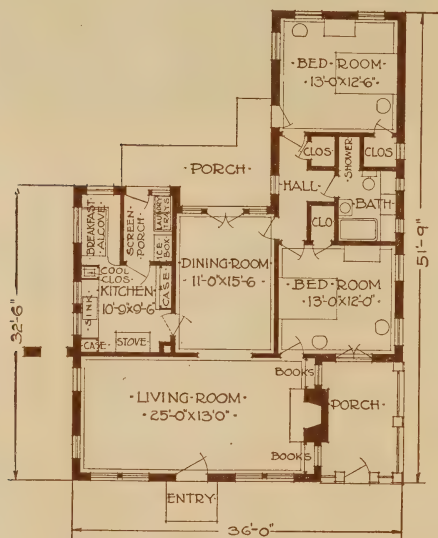 BED-ROOM
13'-0"X12'-6"
CLOS
SHOWER
CLOS
PORCH
HALL
BATH
BREAKFAST
ALCOVE
SCREEN
PORCH
LAUNDRY
TRAYS
ICE
BOX
CLO
COOL
CLOS
DINING-ROOM
11'-0"X15'-6
BED-ROOM
13'-0"X12'-0"
KITCHEN
10'-9"X9'-6"
CASE
SINK
CASE
STOVE
BOOKS
LIVING-ROOM
25'-0"X13'0"
PORCH
BOOKS
ENTRY
32'-6"
51'-9"
36'-0"